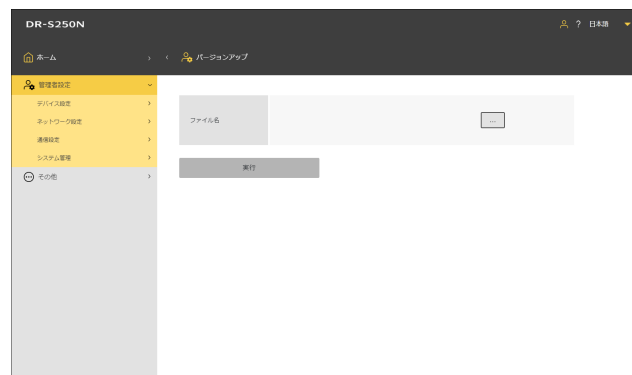 DR-S250N
? 日本語
ホーム
バージョンアップ
管理者設定
デバイス設定
ネットワーク設定
通信設定
システム管理
その他
ファイル名
...
実行